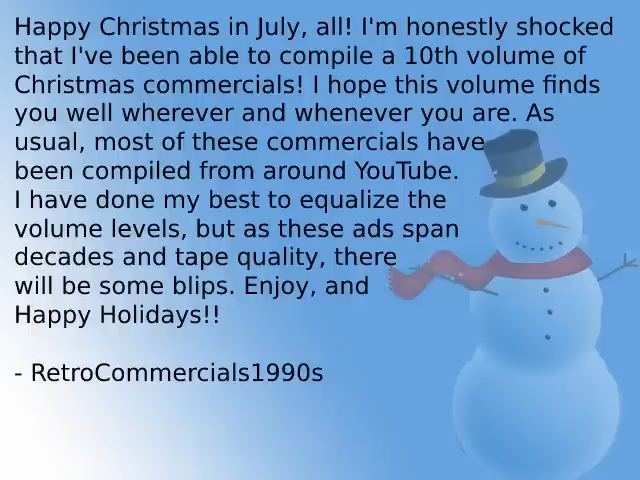 Happy Christmas in July, all! I'm honestly shocked
that I've been able to compile a 10th volume of
Christmas commercials! I hope this volume finds
you well wherever and whenever you are. As
usual, most of these commercials have
been compiled from around YouTube.
I have done my best to equalize the
volume levels, but as these ads span
decades and tape quality, there
will be some blips. Enjoy, and
Happy Holidays!!
- RetroCommercials1990s